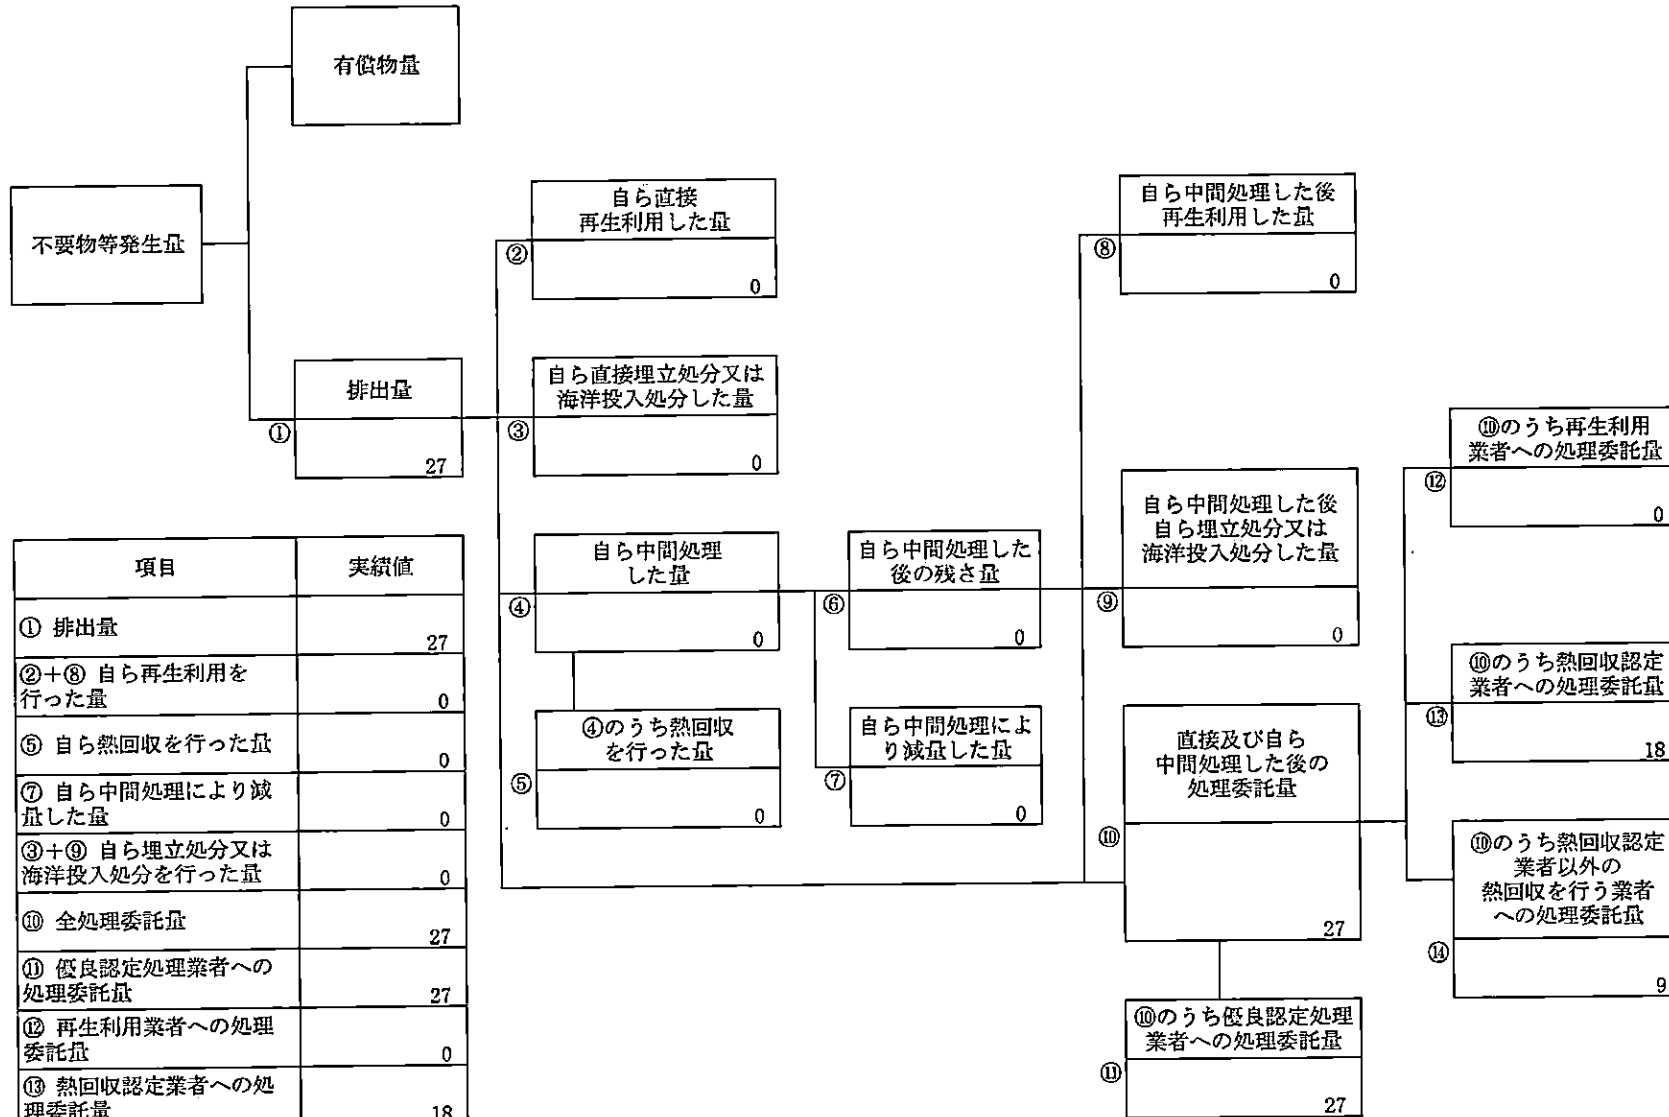 有償物量
不要物等発生量
排出量
①
27
自ら直接
再生利用した量
②
0
自ら直接埋立処分又は
海洋投入処分した量
③
0
自ら中間処理
した量
④
0
④のうち熱回収
を行った量
⑤
0
自ら中間処理した
後の残さ量
⑥
0
自ら中間処理によ
り減量した量
⑦
0
自ら中間処理した後
再生利用した量
⑧
0
自ら中間処理した後
自ら埋立処分又は
海洋投入処分した量
⑨
0
直接及び自ら
中間処理した後の
処理委託量
⑩
27
⑩のうち優良認定処理
業者への処理委託量
⑪
27
⑩のうち再生利用
業者への処理委託量
⑫
0
⑩のうち熱回収認定
業者への処理委託量
⑬
18
⑩のうち熱回収認定
業者以外の
熱回収を行う業者
への処理委託量
⑭
9
項目 実績値
① 排出量
27
②+⑧ 自ら再生利用を
行った量 0
⑤ 自ら熱回収を行った量
0
⑦ 自ら中間処理により減
量した量 0
③+⑨ 自ら埋立処分又は
海洋投入処分を行った量 0
⑩ 全処理委託量
27
⑪ 優良認定処理業者への
処理委託量 27
⑫ 再生利用業者への処理
委託量 0
⑬ 熱回収認定業者への処
理委託量 18